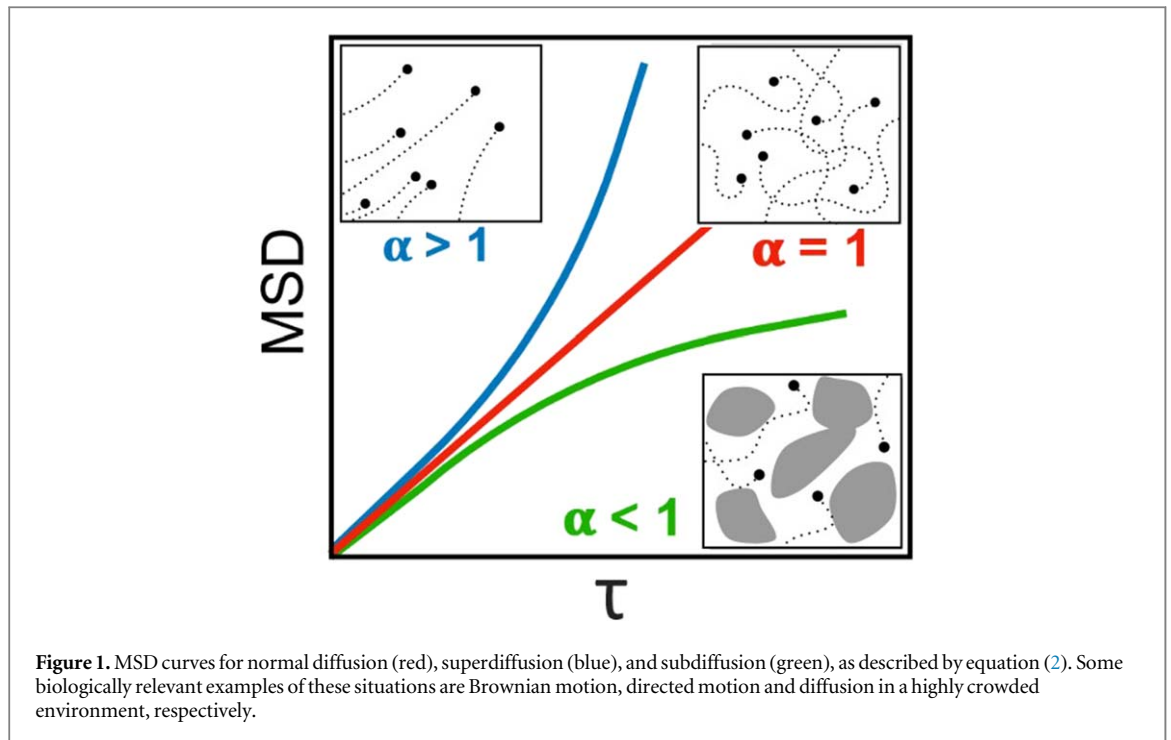 MSD
α > 1
α = 1
α < 1
τ
Figure 1. MSD curves for normal diffusion (red), superdiffusion (blue), and subdiffusion (green), as described by equation (2). Some
biologically relevant examples of these situations are Brownian motion, directed motion and diffusion in a highly crowded
environment, respectively.